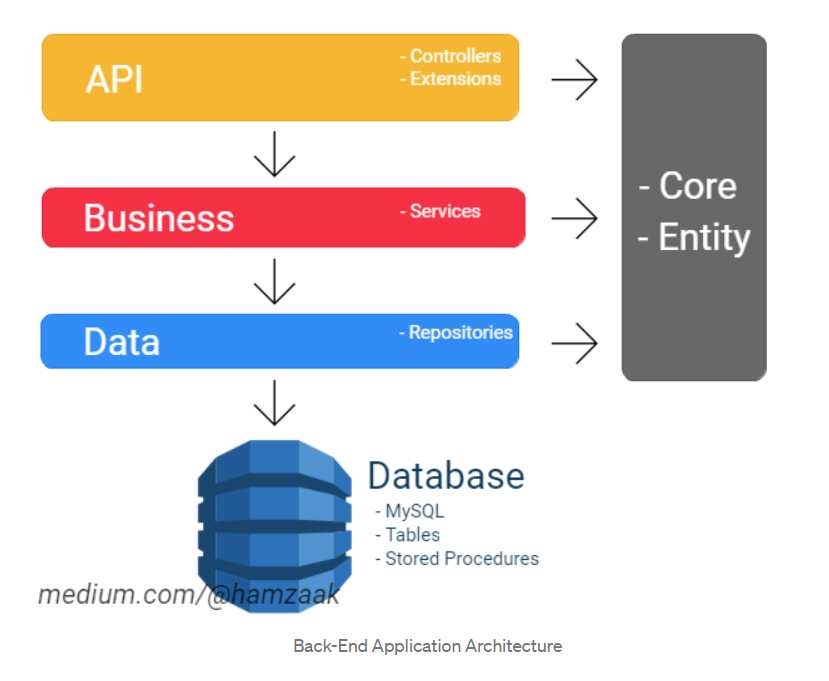 API
- Controllers
- Extensions
Business
- Services
Data
- Repositories
- Core
- Entity
Database
- MySQL
- Tables
- Stored Procedures
medium.com/@hamzaak
Back-End Application Architecture